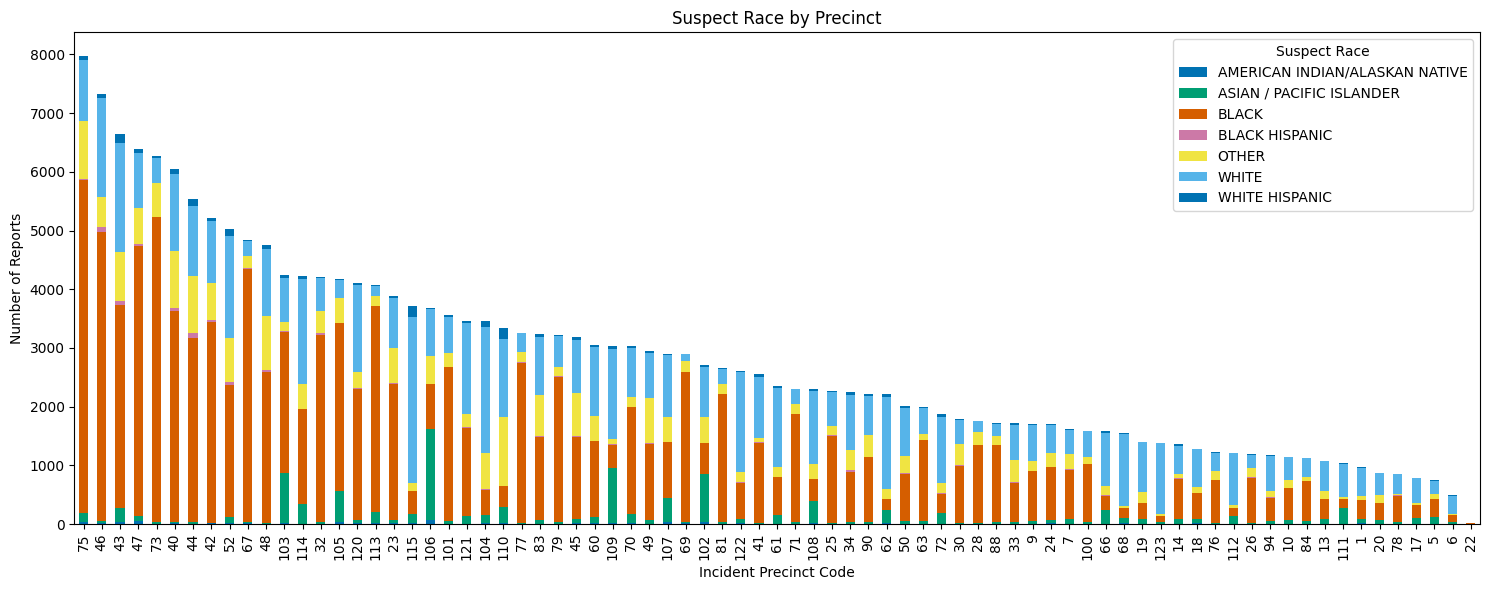 Suspect Race by Precinct
Number of Reports
8000
7000
6000
5000
4000
3000
2000
1000
0
Suspect Race
AMERICAN INDIAN/ALASKAN NATIVE
ASIAN / PACIFIC ISLANDER
BLACK
BLACK HISPANIC
OTHER
WHITE
WHITE HISPANIC
75 46 43 47 73 40 44 42 52 67 48 103 114 32 105 120 113 23 115 106 101 121 104 110 77 83 79 45 60 109 70 49 107 69 102 81 122 41 61 71 108 25 34 90 62 50 63 72 30 28 88 33 9 24 7 100 66 68 19 123 14 18 76 112 26 94 10 84 13 111 1 20 78 17 5 6 22
Incident Precinct Code